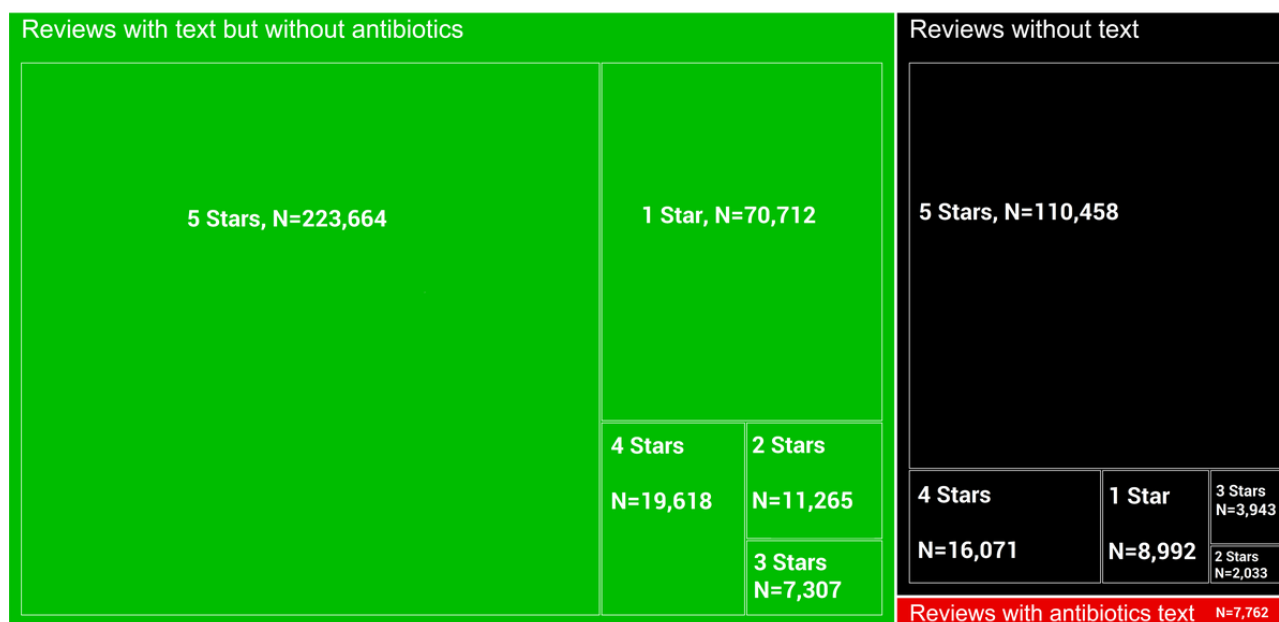 Reviews with text but without antibiotics
5 Stars, N=223,664
1 Star, N=70,712
4 Stars
N=19,618
2 Stars
N=11,265
3 Stars
N=7,307
Reviews without text
5 Stars, N=110,458
4 Stars
N=16,071
1 Star
N=8,992
3 Stars
N=3,943
2 Stars
N=2,033
Reviews with antibiotics text N=7,762